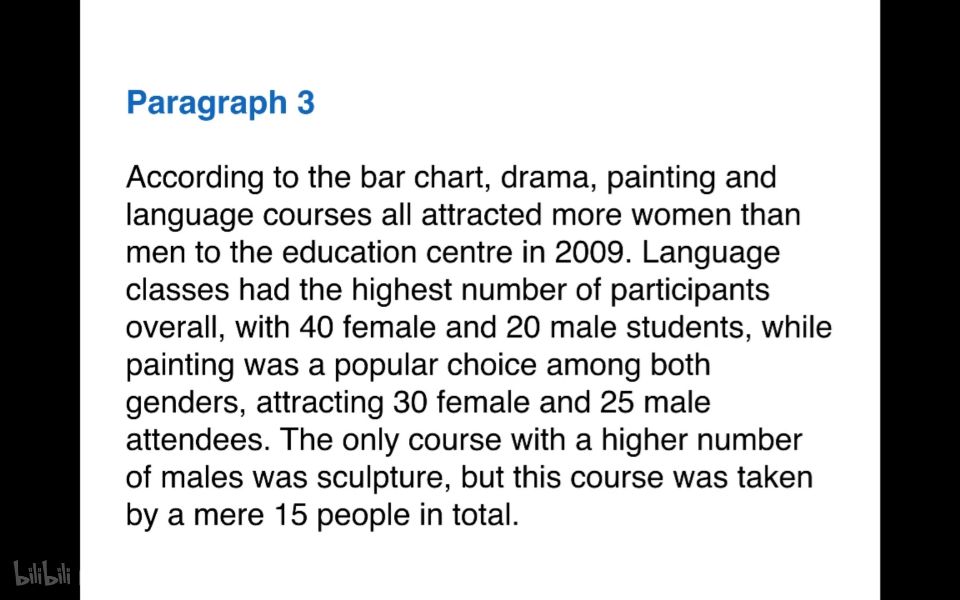 Paragraph 3
According to the bar chart, drama, painting and
language courses all attracted more women than
men to the education centre in 2009. Language
classes had the highest number of participants
overall, with 40 female and 20 male students, while
painting was a popular choice among both
genders, attracting 30 female and 25 male
attendees. The only course with a higher number
of males was sculpture, but this course was taken
by a mere 15 people in total.
bilibili